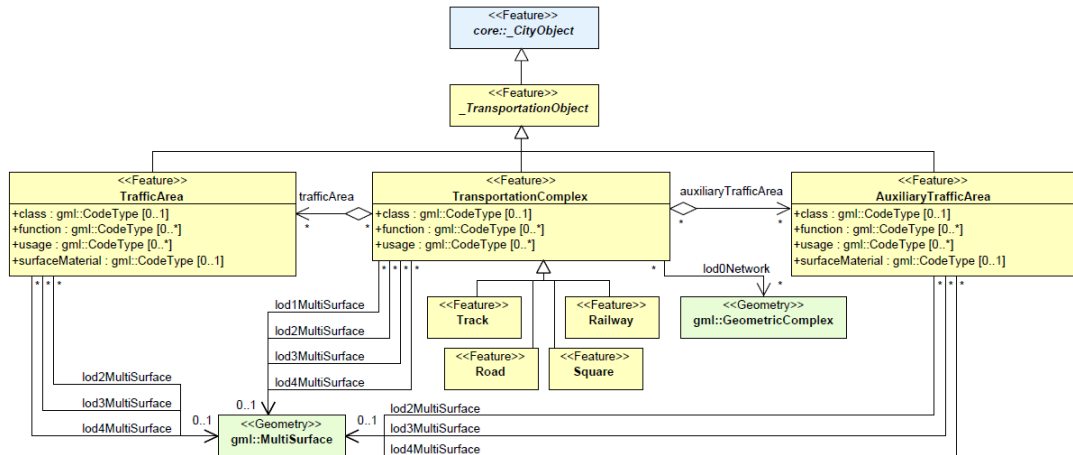 <<Feature>>
core::_CityObject
<<Feature>>
_TransportationObject
<<Feature>>
TrafficArea
+class : gml::CodeType [0..1]
+function : gml::CodeType [0..*]
+usage : gml::CodeType [0..*]
+surfaceMaterial : gml::CodeType [0..1]
trafficArea
* *
<<Feature>>
TransportationComplex
+class : gml::CodeType [0..1]
+function : gml::CodeType [0..*]
+usage : gml::CodeType [0..*]
auxiliaryTrafficArea
* *
<<Feature>>
AuxiliaryTrafficArea
+class : gml::CodeType [0..1]
+function : gml::CodeType [0..*]
+usage : gml::CodeType [0..*]
+surfaceMaterial : gml::CodeType [0..1]
* * *
* * * *
* lod0Network *
* * *
lod1MultiSurface
lod2MultiSurface
lod3MultiSurface
lod4MultiSurface
<<Feature>>
Track
<<Feature>>
Railway
<<Feature>>
Road
<<Feature>>
Square
<<Geometry>>
gml::GeometricComplex
lod2MultiSurface
lod3MultiSurface
lod4MultiSurface
0..1
0..1
0..1
<<Geometry>>
gml::MultiSurface
lod2MultiSurface
lod3MultiSurface
lod4MultiSurface